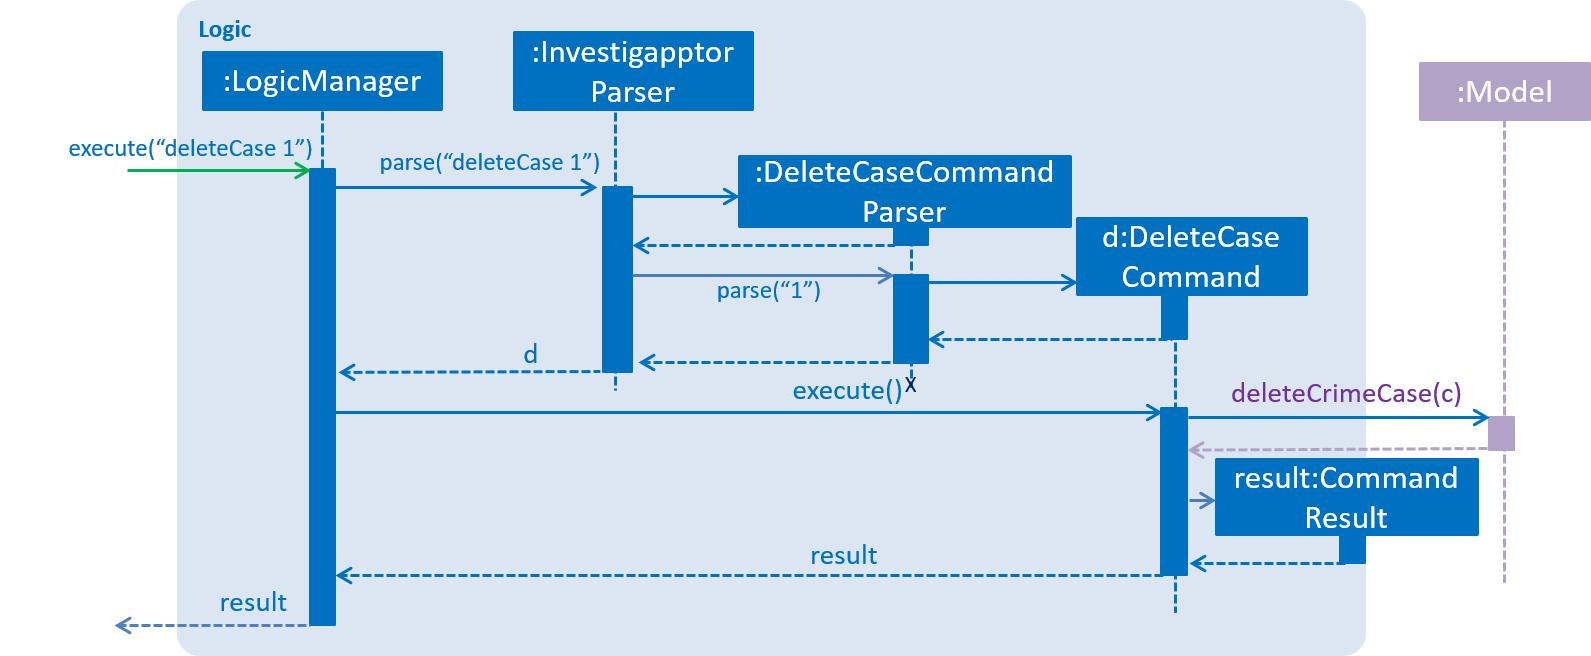 Logic
:LogicManager
:Investigapptor
Parser
:Model
execute(“deleteCase 1”)
parse(“deleteCase 1”)
:DeleteCaseCommand
Parser
d:DeleteCase
Command
parse(“1”)
d
execute()
X
deleteCrimeCase(c)
result:Command
Result
result
result